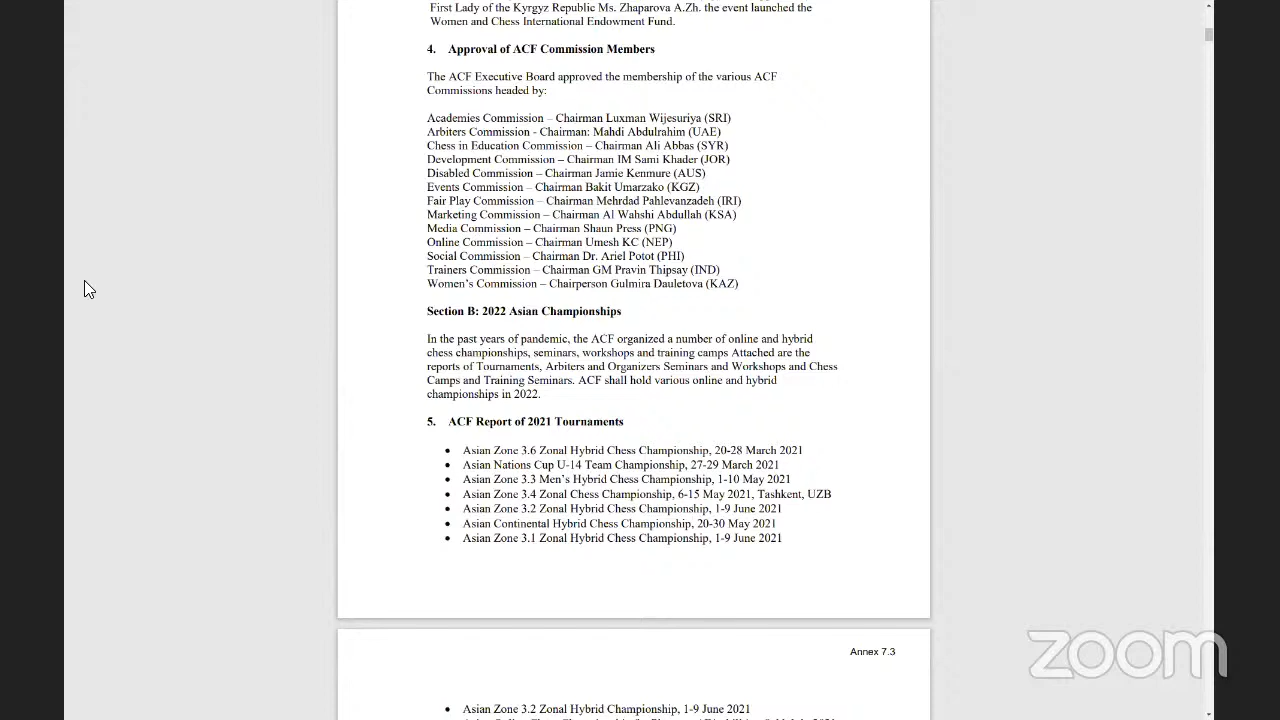 First Lady of the Kyrgyz Republic Ms. Zhaparova A.Zh. the event launched the
Women and Chess International Endowment Fund.
4. Approval of ACF Commission Members
The ACF Executive Board approved the membership of the various ACF
Commissions headed by:
Academies Commission – Chairman Luxman Wijesuriya (SRI)
Arbiters Commission - Chairman: Mahdi Abdulrahim (UAE)
Chess in Education Commission – Chairman Ali Abbas (SYR)
Development Commission – Chairman IM Sami Khader (JOR)
Disabled Commission – Chairman Jamie Kenmure (AUS)
Events Commission – Chairman Bakit Umarzako (KGZ)
Fair Play Commission – Chairman Mehrdad Pahlevanzadeh (IRI)
Marketing Commission – Chairman Al Wahshi Abdullah (KSA)
Media Commission – Chairman Shaun Press (PNG)
Online Commission – Chairman Umesh KC (NEP)
Social Commission – Chairman Dr. Ariel Potot (PHI)
Trainers Commission – Chairman GM Pravin Thipsay (IND)
Women's Commission – Chairperson Gulmira Dauletova (KAZ)
Section B: 2022 Asian Championships
In the past years of pandemic, the ACF organized a number of online and hybrid
chess championships, seminars, workshops and training camps Attached are the
reports of Tournaments, Arbiters and Organizers Seminars and Workshops and Chess
Camps and Training Seminars. ACF shall hold various online and hybrid
championships in 2022.
5. ACF Report of 2021 Tournaments
• Asian Zone 3.6 Zonal Hybrid Chess Championship, 20-28 March 2021
• Asian Nations Cup U-14 Team Championship, 27-29 March 2021
• Asian Zone 3.3 Men's Hybrid Chess Championship, 1-10 May 2021
• Asian Zone 3.4 Zonal Chess Championship, 6-15 May 2021, Tashkent, UZB
• Asian Zone 3.2 Zonal Hybrid Chess Championship, 1-9 June 2021
• Asian Continental Hybrid Chess Championship, 20-30 May 2021
• Asian Zone 3.1 Zonal Hybrid Chess Championship, 1-9 June 2021
zoom
Annex 7.3
• Asian Zone 3.2 Zonal Hybrid Championship, 1-9 June 2021